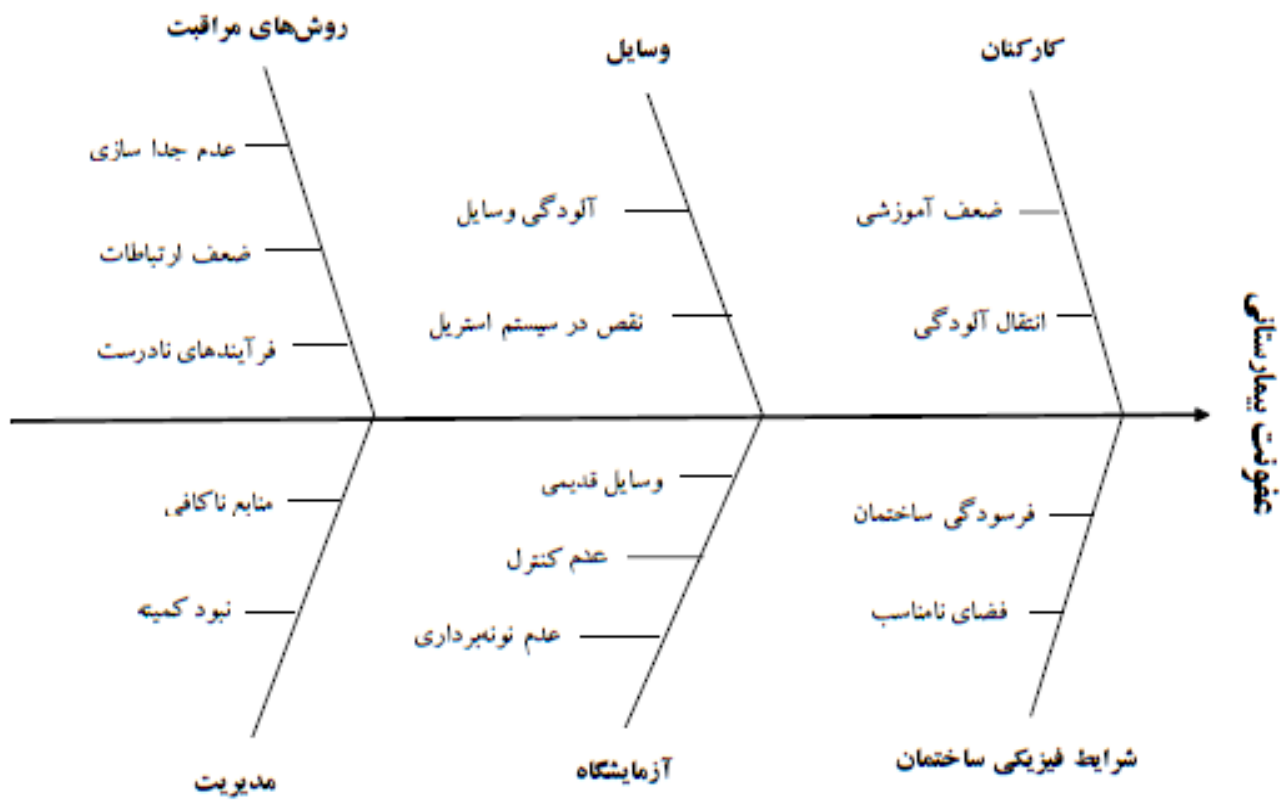 کارکنان
وسایل
روش‌های مراقبت
ضعف آموزشی
انتقال آلودگی
آلودگی وسایل
نقص در سیستم استریل
عدم جدا سازی
ضعف ارتباطات
فرآیندهای نادرست
عفونت بیمارستانی
فرسودگی ساختمان
فضای نامناسب
وسایل قدیمی
عدم کنترل
عدم نونه‌برداری
منابع ناکافی
نبود کمیته
شرایط فیزیکی ساختمان
آزمایشگاه
مدیریت